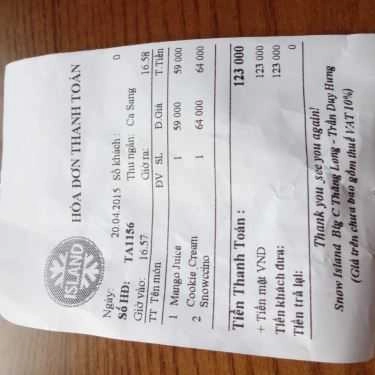 ISLAND
HÓA ĐƠN THANH TOÁN
Ngày: 20.04.2015 Số khách : 0
Số HĐ: TA1156 Thu ngân: Ca Sang
Giờ vào: 16.57 Giờ ra: 16.58
TT Tên món ĐV SL Đ.Giá T.Tiền
1 Mango Juice 1 59 000 59 000
2 Cookie Cream 1 64 000 64 000
Snowccino
Tiền Thanh Toán : 123 000
+ Tiền mặt VND 123 000
Tiền khách đưa: 123 000
Tiền trả lại: 0
Thank you see you again!
Snow Island Big C Thăng Long - Trần Duy Hưng
(Giá trên chưa bao gồm thuế VAT 10%)